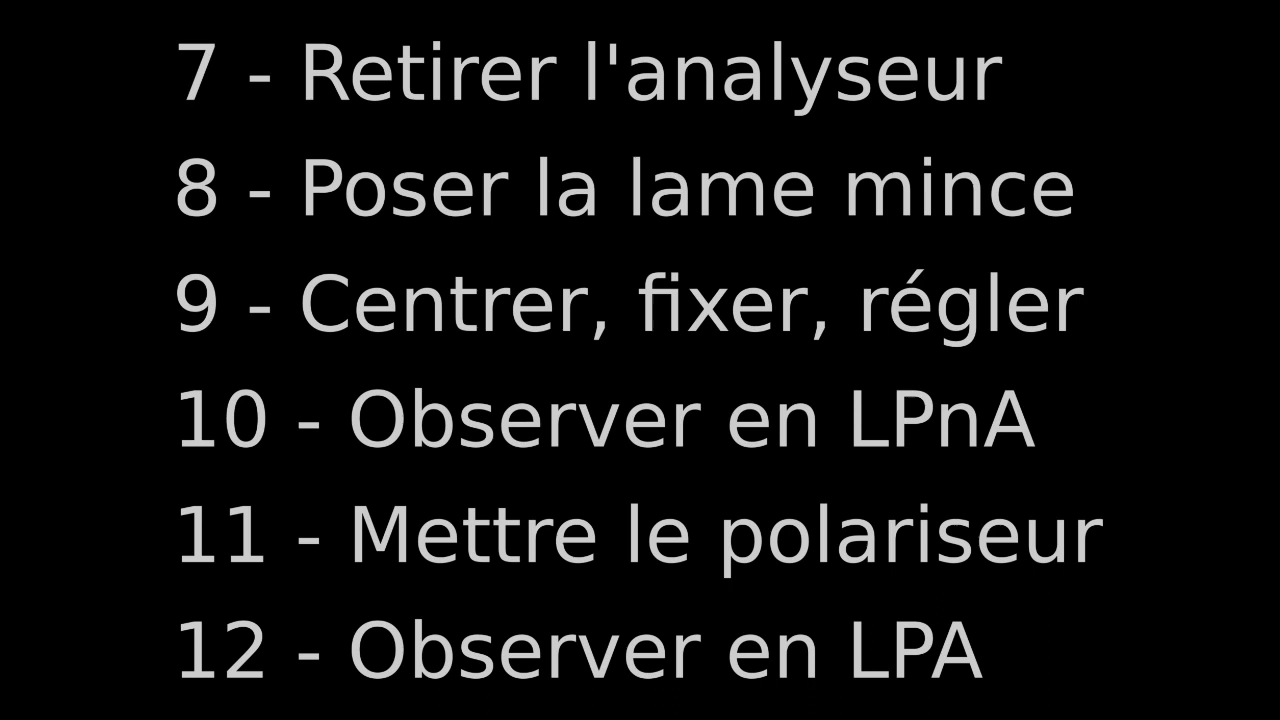 7 - Retirer l'analyseur
8 - Poser la lame mince
9 - Centrer, fixer, régler
10 - Observer en LPnA
11 - Mettre le polariseur
12 - Observer en LPA